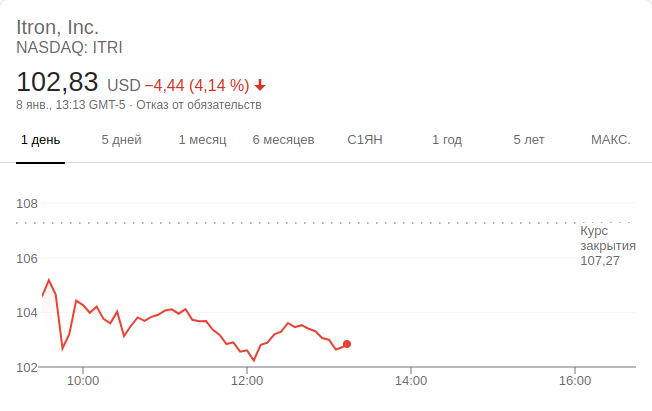 Itron, Inc.
NASDAQ: ITRI
102,83 USD −4,44 (4,14 %)
8 янв., 13:13 GMT-5 · Отказ от обязательств
1 день 5 дней 1 месяц 6 месяцев С1ЯН 1 год 5 лет МАКС.
108
Курс
закрытия
107,27
106
104
102
10:00 12:00 14:00 16:00